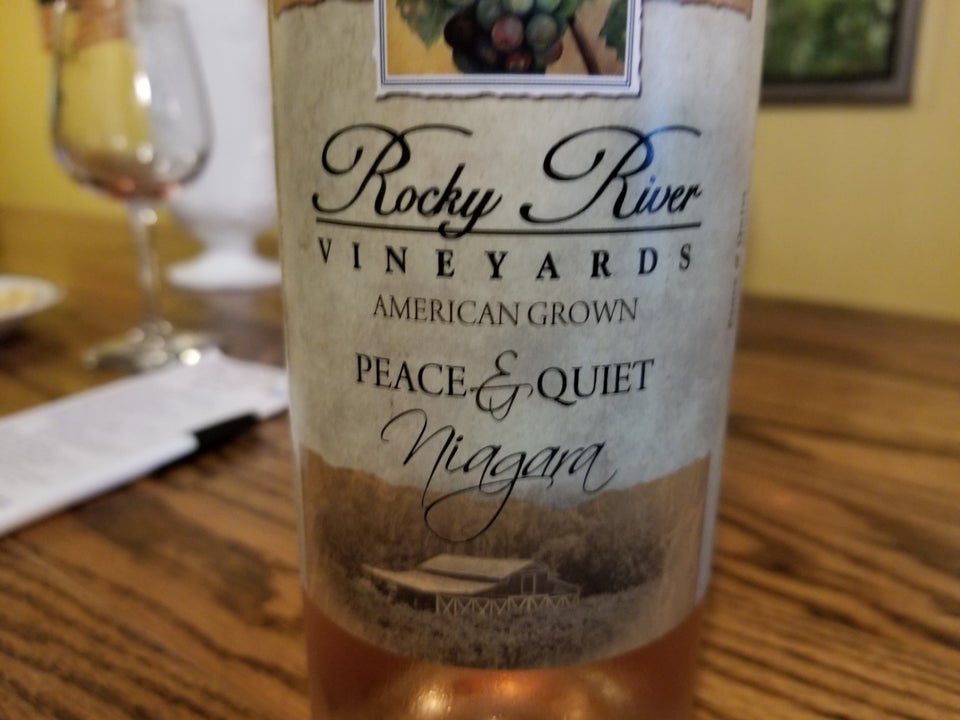 Rocky River
VINEYARDS
AMERICAN GROWN
PEACE & QUIET
Niagara